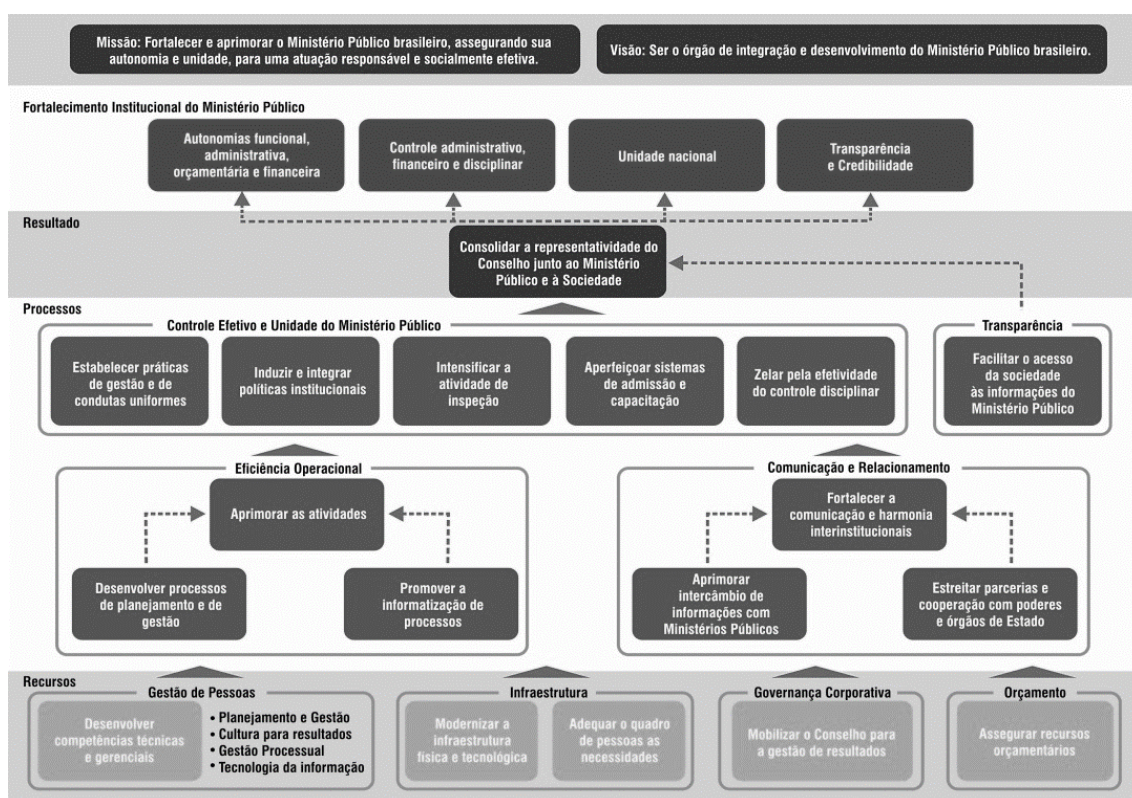 Missão: Fortalecer e aprimorar o Ministério Público brasileiro, assegurando sua
autonomia e unidade, para uma atuação responsável e socialmente efetiva.
Visão: Ser o órgão de integração e desenvolvimento do Ministério Público brasileiro.
Fortalecimento Institucional do Ministério Público
Autonomias funcional,
administrativa,
orçamentária e financeira
Controle administrativo,
financeiro e disciplinar
Unidade nacional
Transparência
e Credibilidade
Resultado
Consolidar a representatividade do
Conselho junto ao Ministério
Público e à Sociedade
Processos
Controle Efetivo e Unidade do Ministério Público
Estabelecer práticas
de gestão e de
condutas uniformes
Induzir e integrar
políticas institucionais
Intensificar a
atividade de
inspeção
Aperfeiçoar sistemas
de admissão e
capacitação
Zelar pela efetividade
do controle disciplinar
Transparência
Facilitar o acesso
da sociedade
às informações do
Ministério Público
Eficiência Operacional
Aprimorar as atividades
Desenvolver processos
de planejamento e de
gestão
Promover a
informatização de
processos
Comunicação e Relacionamento
Fortalecer a
comunicação e harmonia
interinstitucionais
Aprimorar
intercâmbio de
informações com
Ministérios Públicos
Estreitar parcerias e
cooperação com poderes
e órgãos de Estado
Recursos
Gestão de Pessoas
Desenvolver
competências técnicas
e gerenciais
• Planejamento e Gestão
• Cultura para resultados
• Gestão Processual
• Tecnologia da informação
Infraestrutura
Modernizar a
infraestrutura
física e tecnológica
Adequar o quadro
de pessoas as
necessidades
Governança Corporativa
Mobilizar o Conselho para
a gestão de resultados
Orçamento
Assegurar recursos
orçamentários